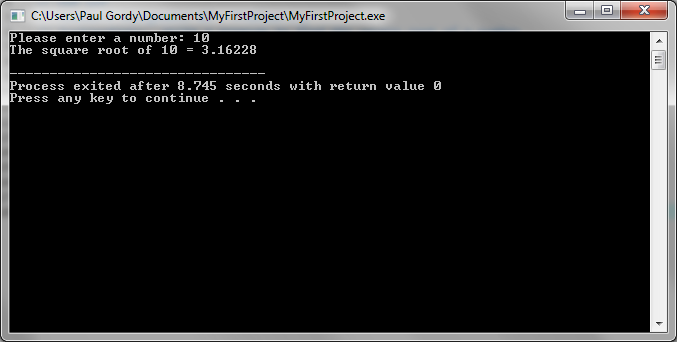 C:\Users\Paul Gordy\Documents\MyFirstProject\MyFirstProject.exe
Please enter a number: 10
The square root of 10 = 3.16228
--------------------------------
Process exited after 8.745 seconds with return value 0
Press any key to continue . . .